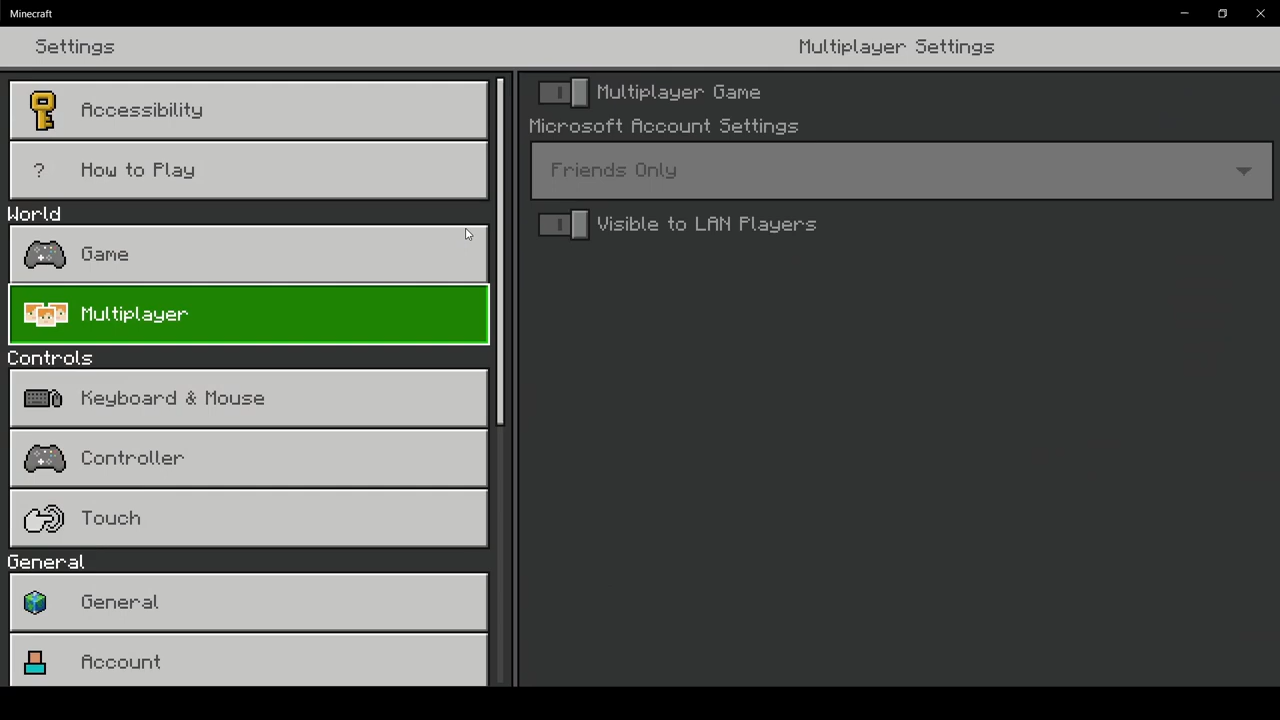 Minecraft
Settings
Multiplayer Settings
Accessibility
? How to Play
World
Game
Multiplayer
Controls
Keyboard & Mouse
Controller
Touch
General
General
Account
Multiplayer Game
Microsoft Account Settings
Friends Only
Visible to LAN Players